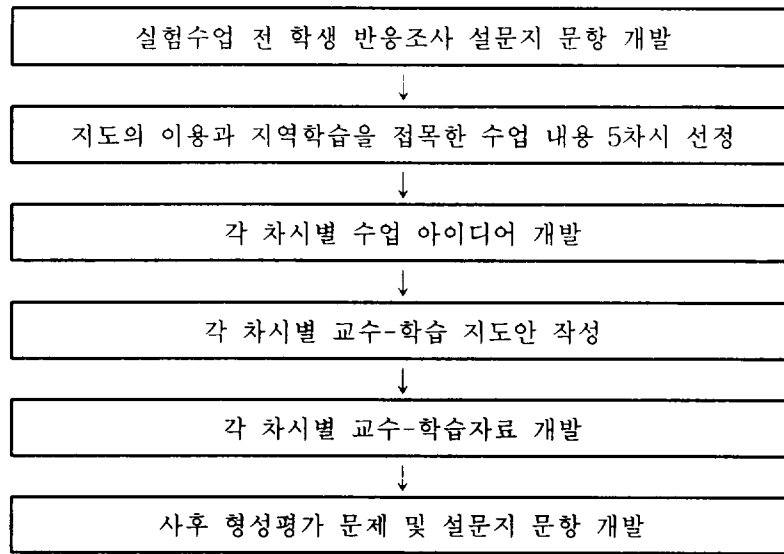 실험수업 전 학생 반응조사 설문지 문항 개발
↓
지도의 이용과 지역학습을 접목한 수업 내용 5차시 선정
↓
각 차시별 수업 아이디어 개발
↓
각 차시별 교수-학습 지도안 작성
↓
각 차시별 교수-학습자료 개발
↓
사후 형성평가 문제 및 설문지 문항 개발